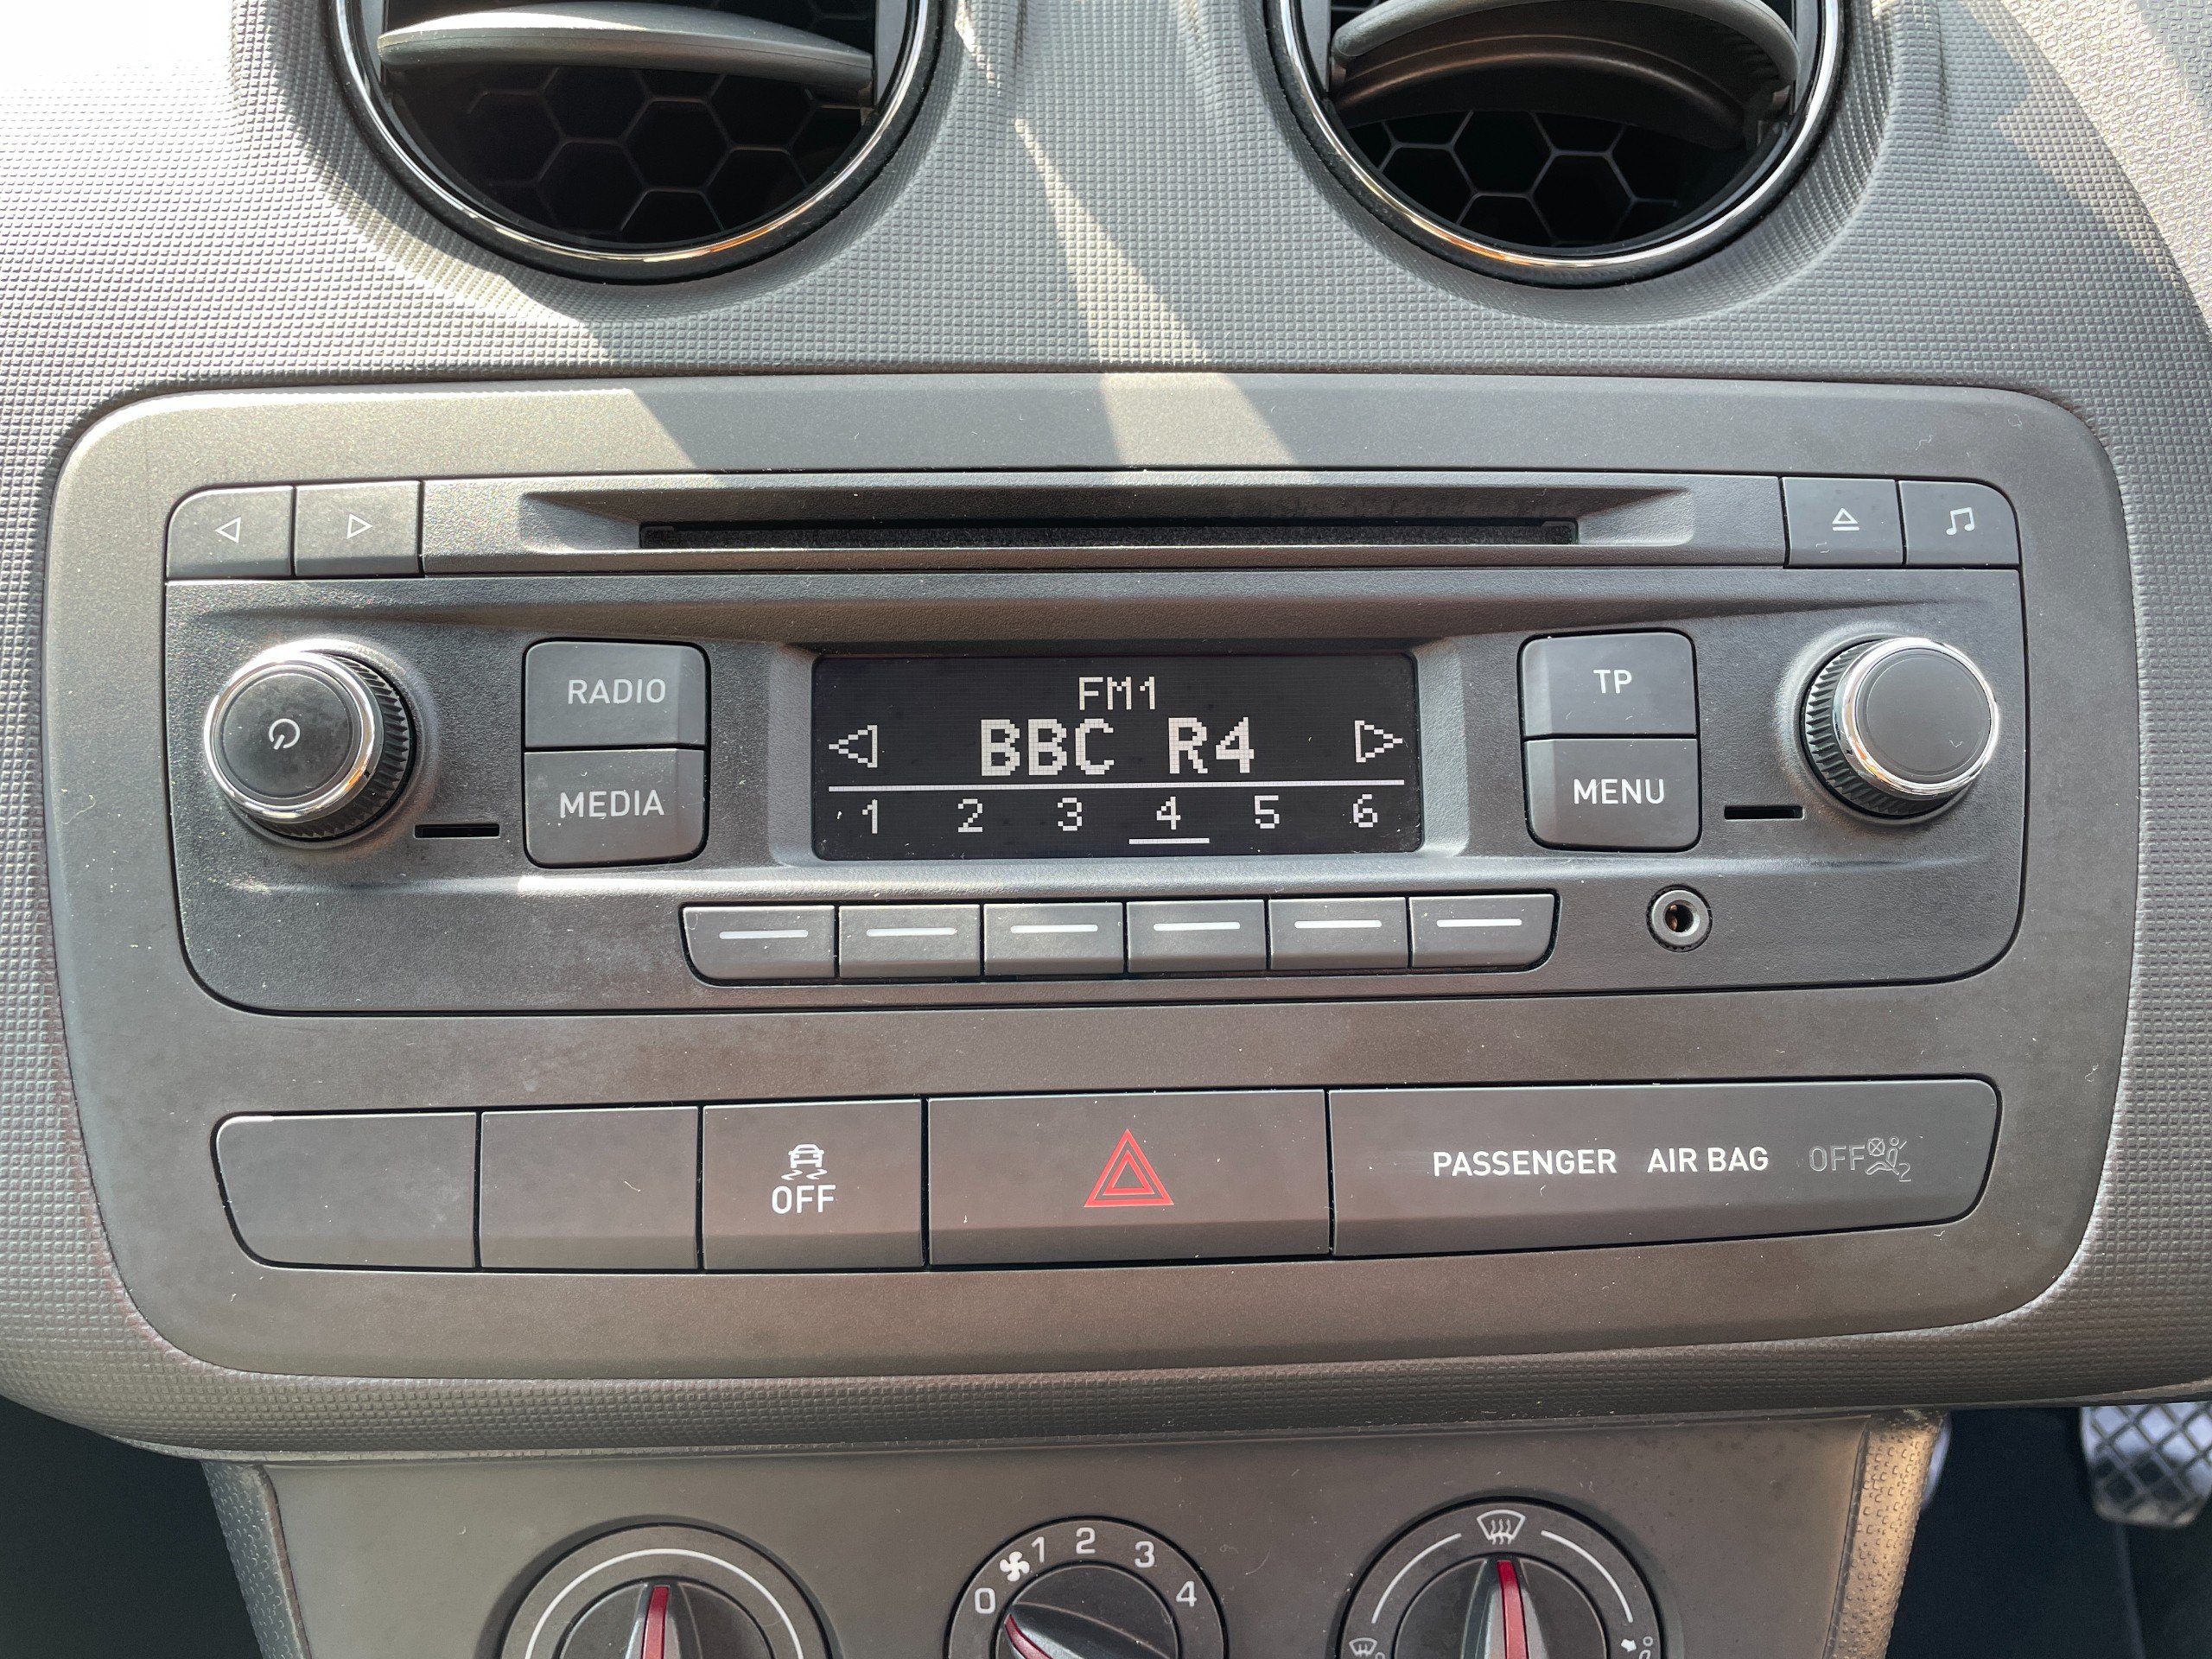 FM1
RADIO
BBC R4
TP
MEDIA
MENU
1 2 3 4 5 6
OFF
PASSENGER AIR BAG OFF 2
0 1 2 3 4